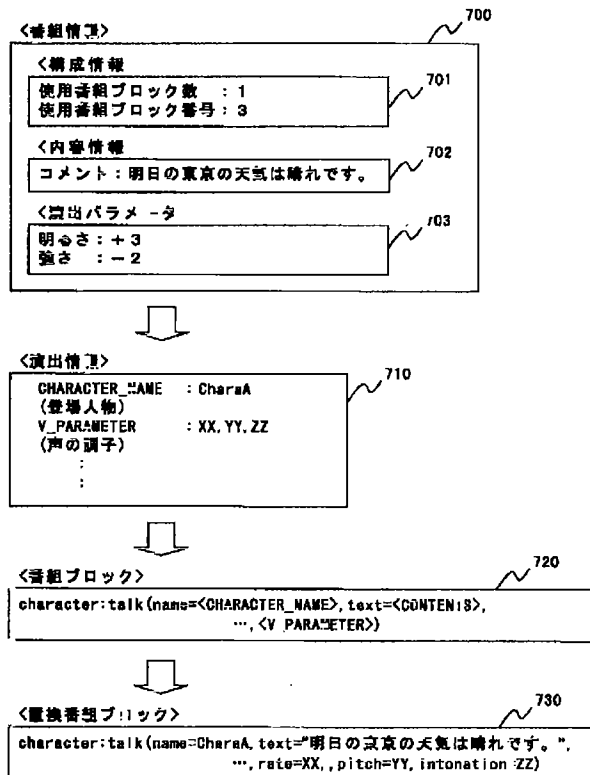 <番組情報>
700
<構成情報
使用番組ブロック数 : 1
使用番組ブロック番号 : 3
701
<内容情報
コメント : 明日の東京の天気は晴れです。
702
<演出パラメータ
703
明るさ : +3
強さ : -2
<演出情報>
710
CHARACTER_NAME : CharaA
(登場人物)
V_PARAMETER : XX, YY, ZZ
(声の調子)
:
:
<番組ブロック>
720
character:talk(name=<CHARACTER_NAME>, text=<CONTENTS>,
…, <V_PARAMETER>)
<置換番組ブロック>
730
character:talk(name=CharaA, text="明日の東京の天気は晴れです。",
…, rate=XX,, pitch=YY, intonation=ZZ)